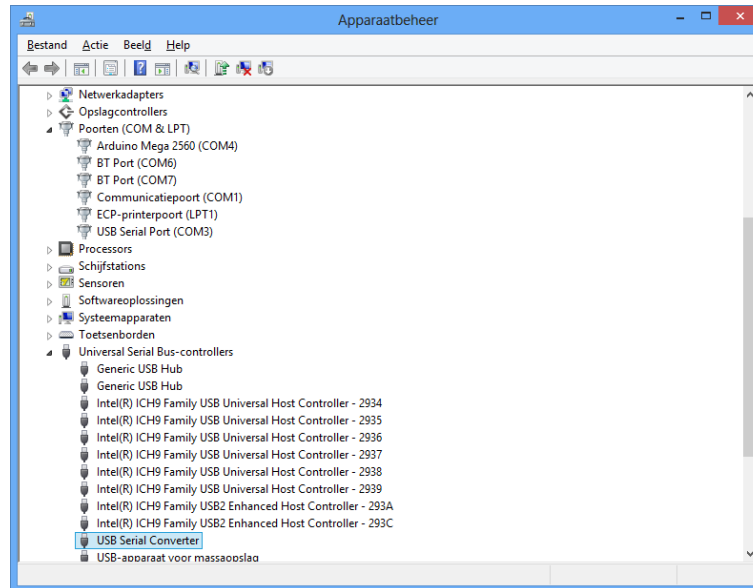 Apparaatbeheer
Bestand Actie Beeld Help
Netwerkadapters
Opslagcontrollers
Poorten (COM & LPT)
Arduino Mega 2560 (COM4)
BT Port (COM6)
BT Port (COM7)
Communicatiepoort (COM1)
ECP-printerpoort (LPT1)
USB Serial Port (COM3)
Processors
Schijfstations
Sensoren
Softwareoplossingen
Systeemapparaten
Toetsenborden
Universal Serial Bus-controllers
Generic USB Hub
Generic USB Hub
Intel(R) ICH9 Family USB Universal Host Controller - 2934
Intel(R) ICH9 Family USB Universal Host Controller - 2935
Intel(R) ICH9 Family USB Universal Host Controller - 2936
Intel(R) ICH9 Family USB Universal Host Controller - 2937
Intel(R) ICH9 Family USB Universal Host Controller - 2938
Intel(R) ICH9 Family USB Universal Host Controller - 2939
Intel(R) ICH9 Family USB2 Enhanced Host Controller - 293A
Intel(R) ICH9 Family USB2 Enhanced Host Controller - 293C
USB Serial Converter
USB-apparaat voor massaopslag